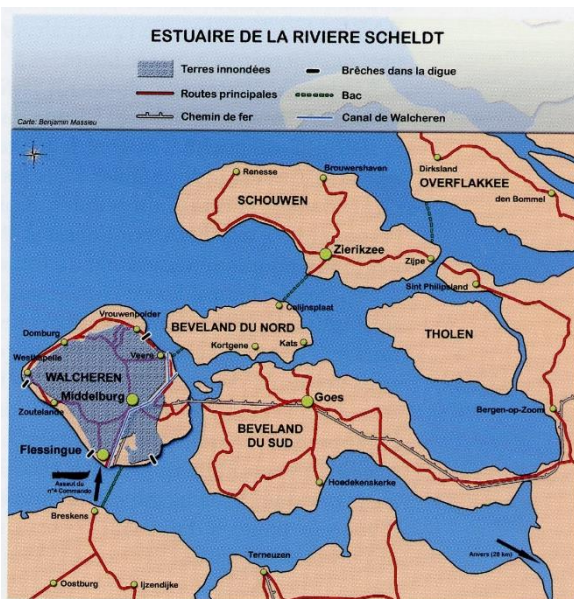 ESTUAIRE DE LA RIVIERE SCHELDT
Terres innondées
Brêches dans la digue
Routes principales
Bac
Chemin de fer
Canal de Walcheren
Carte: Benjamin Massieu
Renesse
Brouwershaven
Dirksland
OVERFLAKKEE
den Bommel
SCHOUWEN
Zierikzee
Zijpe
Sint Philipsland
Colijnsplaat
Vrouwenpolder
BEVELAND DU NORD
THOLEN
Domburg
Veere
Kortgene
Kats
Westkapelle
WALCHEREN
Middelburg
Goes
Zoutelande
Bergen-op-Zoom
BEVELAND
DU SUD
Flessingue
Assaut du
n°4 Commando
Hoedekenskerke
Breskens
Anvers (20 km)
Terneuzen
Oostburg
Ijzendijke